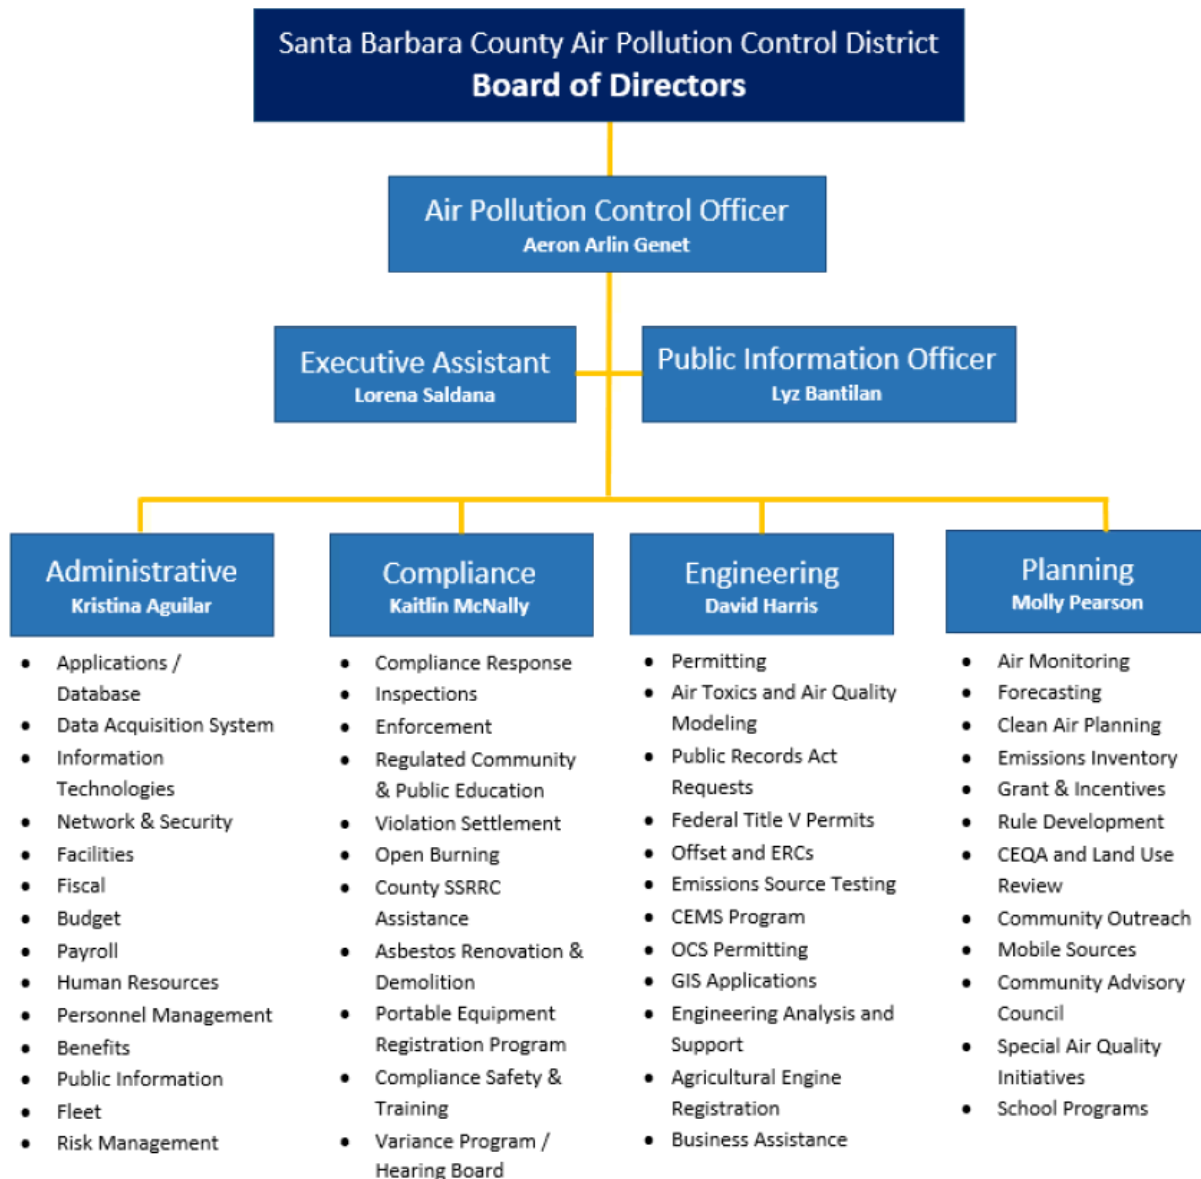 Santa Barbara County Air Pollution Control District
Board of Directors
Air Pollution Control Officer
Aeron Arlin Genet
Executive Assistant
Lorena Saldana
Public Information Officer
Lyz Bantilan
Administrative
Kristina Aguilar
• Applications /
Database
• Data Acquisition System
• Information
Technologies
• Network & Security
• Facilities
• Fiscal
• Budget
• Payroll
• Human Resources
• Personnel Management
• Benefits
• Public Information
• Fleet
• Risk Management
Compliance
Kaitlin McNally
• Compliance Response
• Inspections
• Enforcement
• Regulated Community
& Public Education
• Violation Settlement
• Open Burning
• County SSRRC
Assistance
• Asbestos Renovation &
Demolition
• Portable Equipment
Registration Program
• Compliance Safety &
Training
• Variance Program /
Hearing Board
Engineering
David Harris
• Permitting
• Air Toxics and Air Quality
Modeling
• Public Records Act
Requests
• Federal Title V Permits
• Offset and ERCs
• Emissions Source Testing
• CEMS Program
• OCS Permitting
• GIS Applications
• Engineering Analysis and
Support
• Agricultural Engine
Registration
• Business Assistance
Planning
Molly Pearson
• Air Monitoring
• Forecasting
• Clean Air Planning
• Emissions Inventory
• Grant & Incentives
• Rule Development
• CEQA and Land Use
Review
• Community Outreach
• Mobile Sources
• Community Advisory
Council
• Special Air Quality
Initiatives
• School Programs